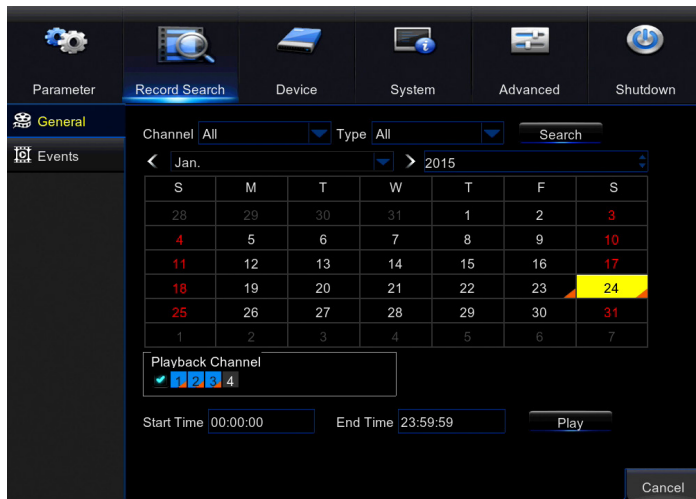 Parameter Record Search Device System Advanced Shutdown
General
Events
Channel All Type All Search
Jan. 2015
S M T W T F S
28 29 30 31 1 2 3
4 5 6 7 8 9 10
11 12 13 14 15 16 17
18 19 20 21 22 23 24
25 26 27 28 29 30 31
1 2 3 4 5 6 7
Playback Channel
1 2 3 4
Start Time 00:00:00 End Time 23:59:59 Play
Cancel